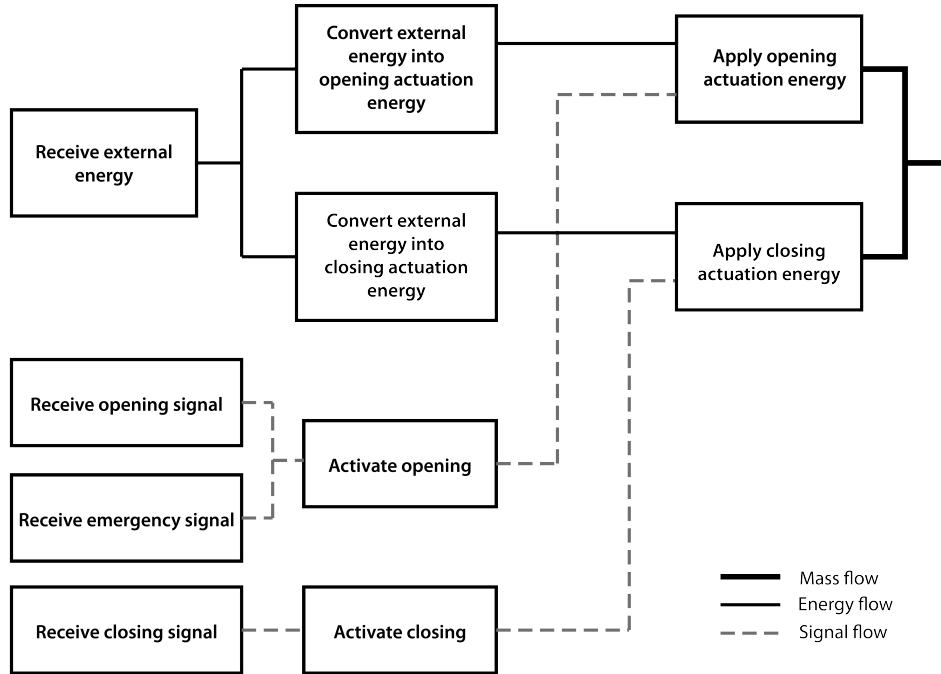 Convert external
energy into
opening actuation
energy
Apply opening
actuation energy
Receive external
energy
Convert external
energy into
closing actuation
energy
Apply closing
actuation energy
Receive opening signal
Activate opening
Receive emergency signal
Receive closing signal
Activate closing
Mass flow
Energy flow
Signal flow